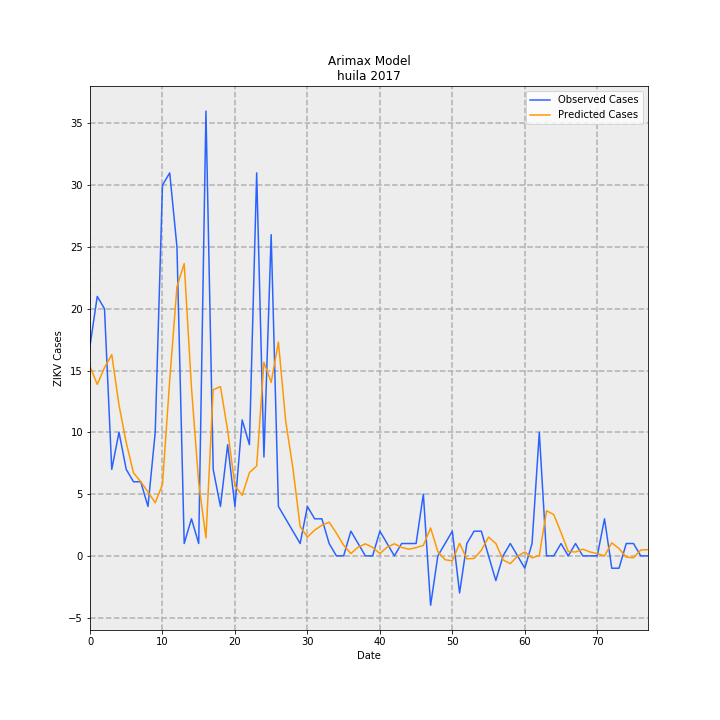 Arimax Model
huila 2017
Observed Cases
Predicted Cases
ZIKV Cases
35
30
25
20
15
10
5
0
−5
0 10 20 30 40 50 60 70
Date